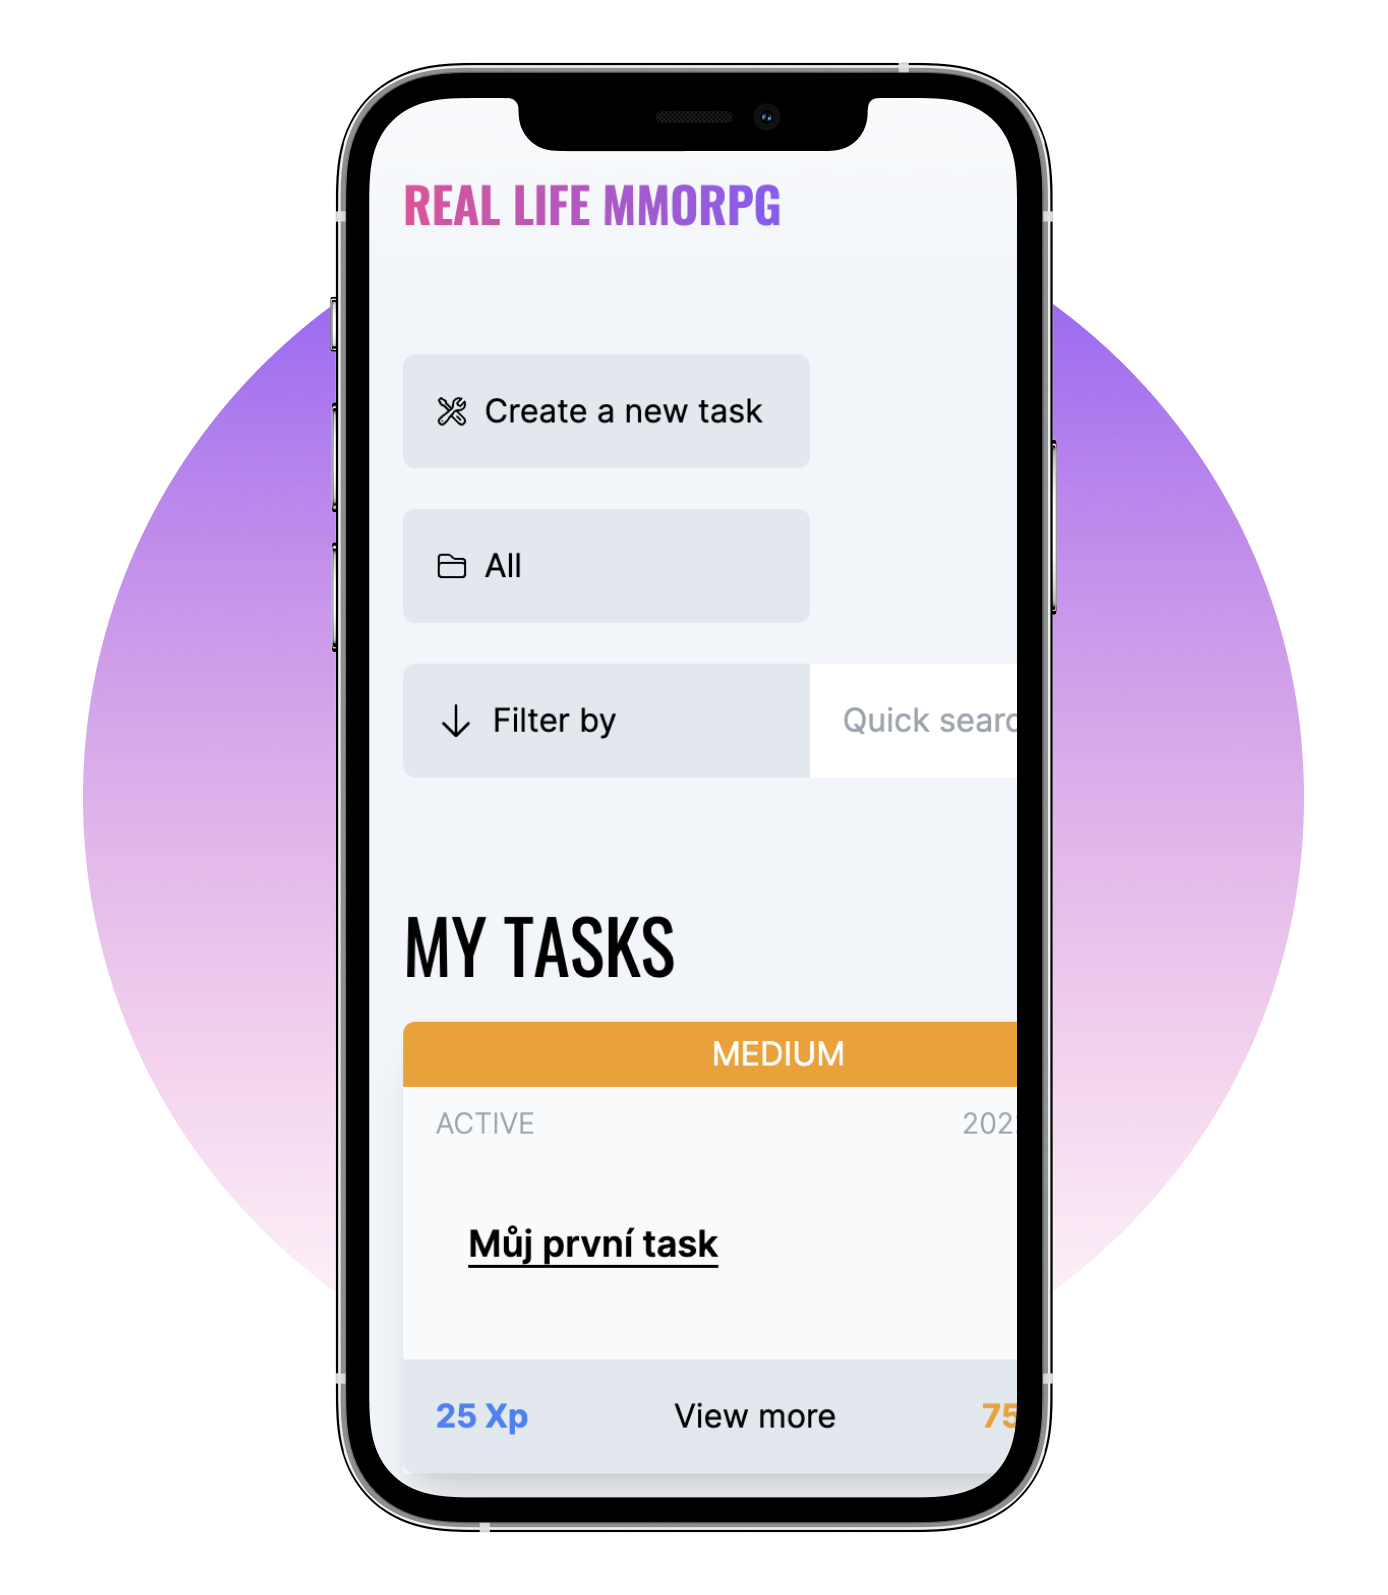 REAL LIFE MMORPG
Create a new task
All
Filter by
Quick searc
MY TASKS
MEDIUM
ACTIVE 202
Můj první task
25 Xp View more 75